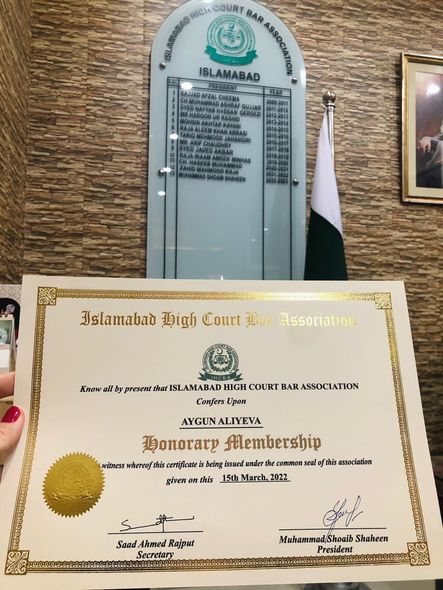 ISLAMABAD HIGH COURT BAR ASSOCIATION
ISLAMABAD
PRESIDENT YEAR
SAJJAD AFZAL CHEEMA
CH MUHAMMAD ASHRAF GUJJAR
SYED NAYYAB HASSAN GERDEZI
MR HAROON UR RASHID
MOHSIN AKHTAR KAYANI
RAJA ALEEM KHAN ABBASI
TARIQ MEHMOOD JAHANGIRI
MR. ARIF CHAUDHRY
SYED JAVED AKBAR
RAJA INAAM AMEEN MINHAS
CH. HASEEB MUHAMMAD
ZAHID MAHMOOD RAJA
MUHAMMAD SHOAIB SHAHEEN
Islamabad High Court Bar Association
IHCBA
Know all by present that ISLAMABAD HIGH COURT BAR ASSOCIATION
Confers Upon
AYGUN ALIYEVA
Honorary Membership
witness whereof this certificate is being issued under the common seal of this association
given on this 15th March, 2022
Saad Ahmed Rajput
Secretary
Muhammad Shoaib Shaheen
President